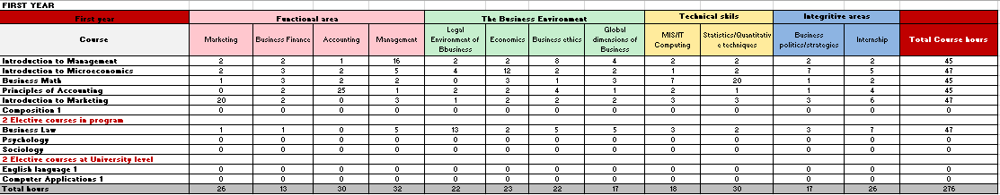 FIRST YEAR
First year Functional area The Business Environment Technical skils Integritive areas
Course Marketing Business Finance Accounting Management Legal Environment of Bbusiness Economics Business ethics Global dimensions of Business MIS/IT Computing Statistics/Quantitativ e techniques Business politics/strategies Internship Total Course hours
Introduction to Management 2 2 1 16 2 2 8 4 2 2 2 2 45
Introduction to Microeconomics 2 3 2 5 4 12 2 2 1 2 7 5 47
Business Math 1 3 2 2 0 3 1 3 7 20 1 2 45
Principles of Accounting 0 2 25 1 2 2 4 1 2 1 1 4 45
Introduction to Marketing 20 2 0 3 1 2 2 2 3 3 3 6 47
Composition 1 0 0 0 0 0 0 0 0 0 0 0 0 0
2 Elective courses in program
Business Law 1 1 0 5 13 2 5 5 3 2 3 7 47
Psychology 0 0 0 0 0 0 0 0 0 0 0 0 0
Sociology 0 0 0 0 0 0 0 0 0 0 0 0 0
2 Elective courses at University level
English language 1 0 0 0 0 0 0 0 0 0 0 0 0 0
Computer Applications 1 0 0 0 0 0 0 0 0 0 0 0 0 0
Total hours 26 13 30 32 22 23 22 17 18 30 17 26 276